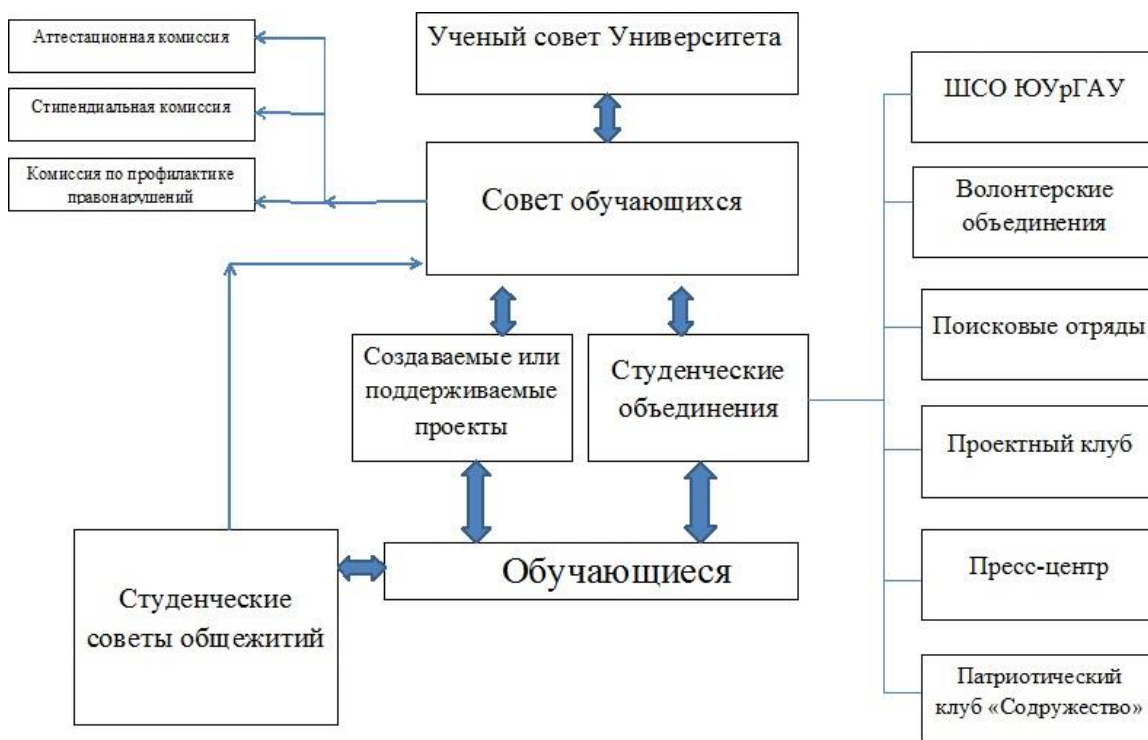 Аттестационная комиссия
Стипендиальная комиссия
Комиссия по профилактике
правонарушений
Ученый совет Университета
Совет обучающихся
Создаваемые или
поддерживаемые
проекты
Студенческие
объединения
Обучающиеся
Студенческие
советы общежитий
ШСО ЮУрГАУ
Волонтерские
объединения
Поисковые отряды
Проектный клуб
Пресс-центр
Патриотический
клуб «Содружество»